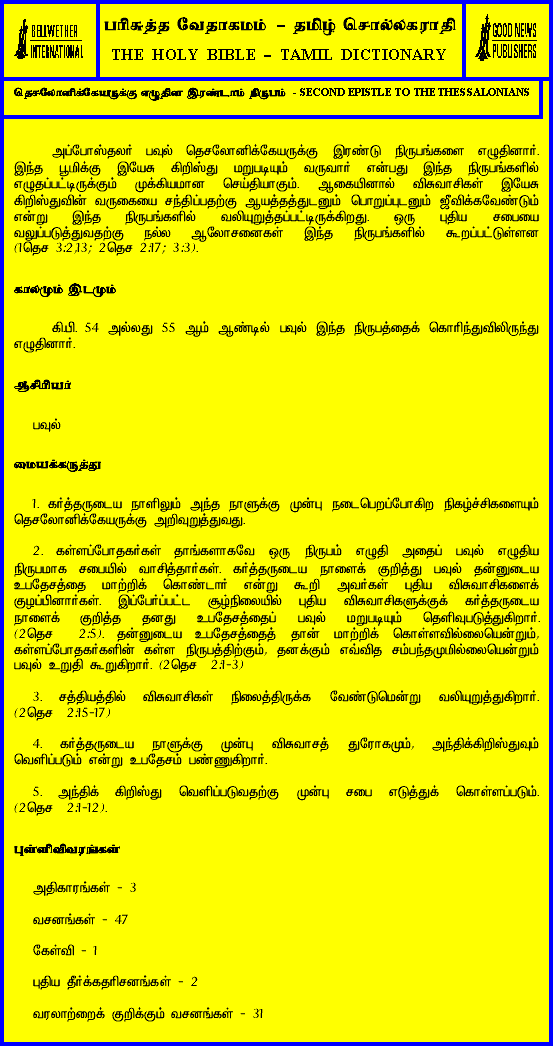 BELLWETHER
INTERNATIONAL
பரிசுத்த வேதாகமம் - தமிழ் சொல்லகராதி
THE HOLY BIBLE - TAMIL DICTIONARY
GOOD NEWS
PUBLISHERS
தெசலோனிக்கேயருக்கு எழுதின இரண்டாம் நிருபம் - SECOND EPISTLE TO THE THESSALONIANS
அப்போஸ்தலர் பவுல் தெசலோனிக்கேயருக்கு இரண்டு நிருபங்களை எழுதினார்.
இந்த பூமிக்கு இயேசு கிறிஸ்து மறுபடியும் வருவார் என்பது இந்த நிருபங்களில்
எழுதப்பட்டிருக்கும் முக்கியமான செய்தியாகும். ஆகையினால் விசுவாசிகள் இயேசு
கிறிஸ்துவின் வருகையை சந்திப்பதற்கு ஆயத்தத்துடனும் பொறுப்புடனும் ஜீவிக்கவேண்டும்
என்று இந்த நிருபங்களில் வலியுறுத்தப்பட்டிருக்கிறது. ஒரு புதிய சபையை
வலுப்படுத்துவதற்கு நல்ல ஆலோசனைகள் இந்த நிருபங்களில் கூறப்பட்டுள்ளன
(1தெச 3:2,13; 2தெச 2:17; 3:3).
காலமும் இடமும்
கி.பி. 54 அல்லது 55 ஆம் ஆண்டில் பவுல் இந்த நிருபத்தைக் கொரிந்துவிலிருந்து
எழுதினார்.
ஆசிரியர்
பவுல்
மையக்கருத்து
1. கர்த்தருடைய நாளிலும் அந்த நாளுக்கு முன்பு நடைபெறப்போகிற நிகழ்ச்சிகளையும்
தெசலோனிக்கேயருக்கு அறிவுறுத்துவது.
2. கள்ளப்போதகர்கள் தாங்களாகவே ஒரு நிருபம் எழுதி அதைப் பவுல் எழுதிய
நிருபமாக சபையில் வாசித்தார்கள். கர்த்தருடைய நாளைக் குறித்து பவுல் தன்னுடைய
உபதேசத்தை மாற்றிக் கொண்டார் என்று கூறி அவர்கள் புதிய விசுவாசிகளைக்
குழப்பினார்கள். இப்பேர்ப்பட்ட சூழ்நிலையில் புதிய விசுவாசிகளுக்குக் கர்த்தருடைய
நாளைக் குறித்த தனது உபதேசத்தைப் பவுல் மறுபடியும் தெளிவுபடுத்துகிறார்.
(2தெச 2:5). தன்னுடைய உபதேசத்தைத் தான் மாற்றிக் கொள்ளவில்லையென்றும்,
கள்ளப்போதகர்களின் கள்ள நிருபத்திற்கும், தனக்கும் எவ்வித சம்பந்தமுமில்லையென்றும்
பவுல் உறுதி கூறுகிறார். (2தெச 2:1-3)
3. சத்தியத்தில் விசுவாசிகள் நிலைத்திருக்க வேண்டுமென்று வலியுறுத்துகிறார்.
(2தெச 2:15-17)
4. கர்த்தருடைய நாளுக்கு முன்பு விசுவாசத் துரோகமும், அந்திக்கிறிஸ்துவும்
வெளிப்படும் என்று உபதேசம் பண்ணுகிறார்.
5. அந்திக் கிறிஸ்து வெளிப்படுவதற்கு முன்பு சபை எடுத்துக் கொள்ளப்படும்.
(2தெச 2:1-12).
புள்ளிவிவரங்கள்
அதிகாரங்கள் - 3
வசனங்கள் - 47
கேள்வி - 1
புதிய தீர்க்கதரிசனங்கள் - 2
வரலாற்றைக் குறிக்கும் வசனங்கள் - 31